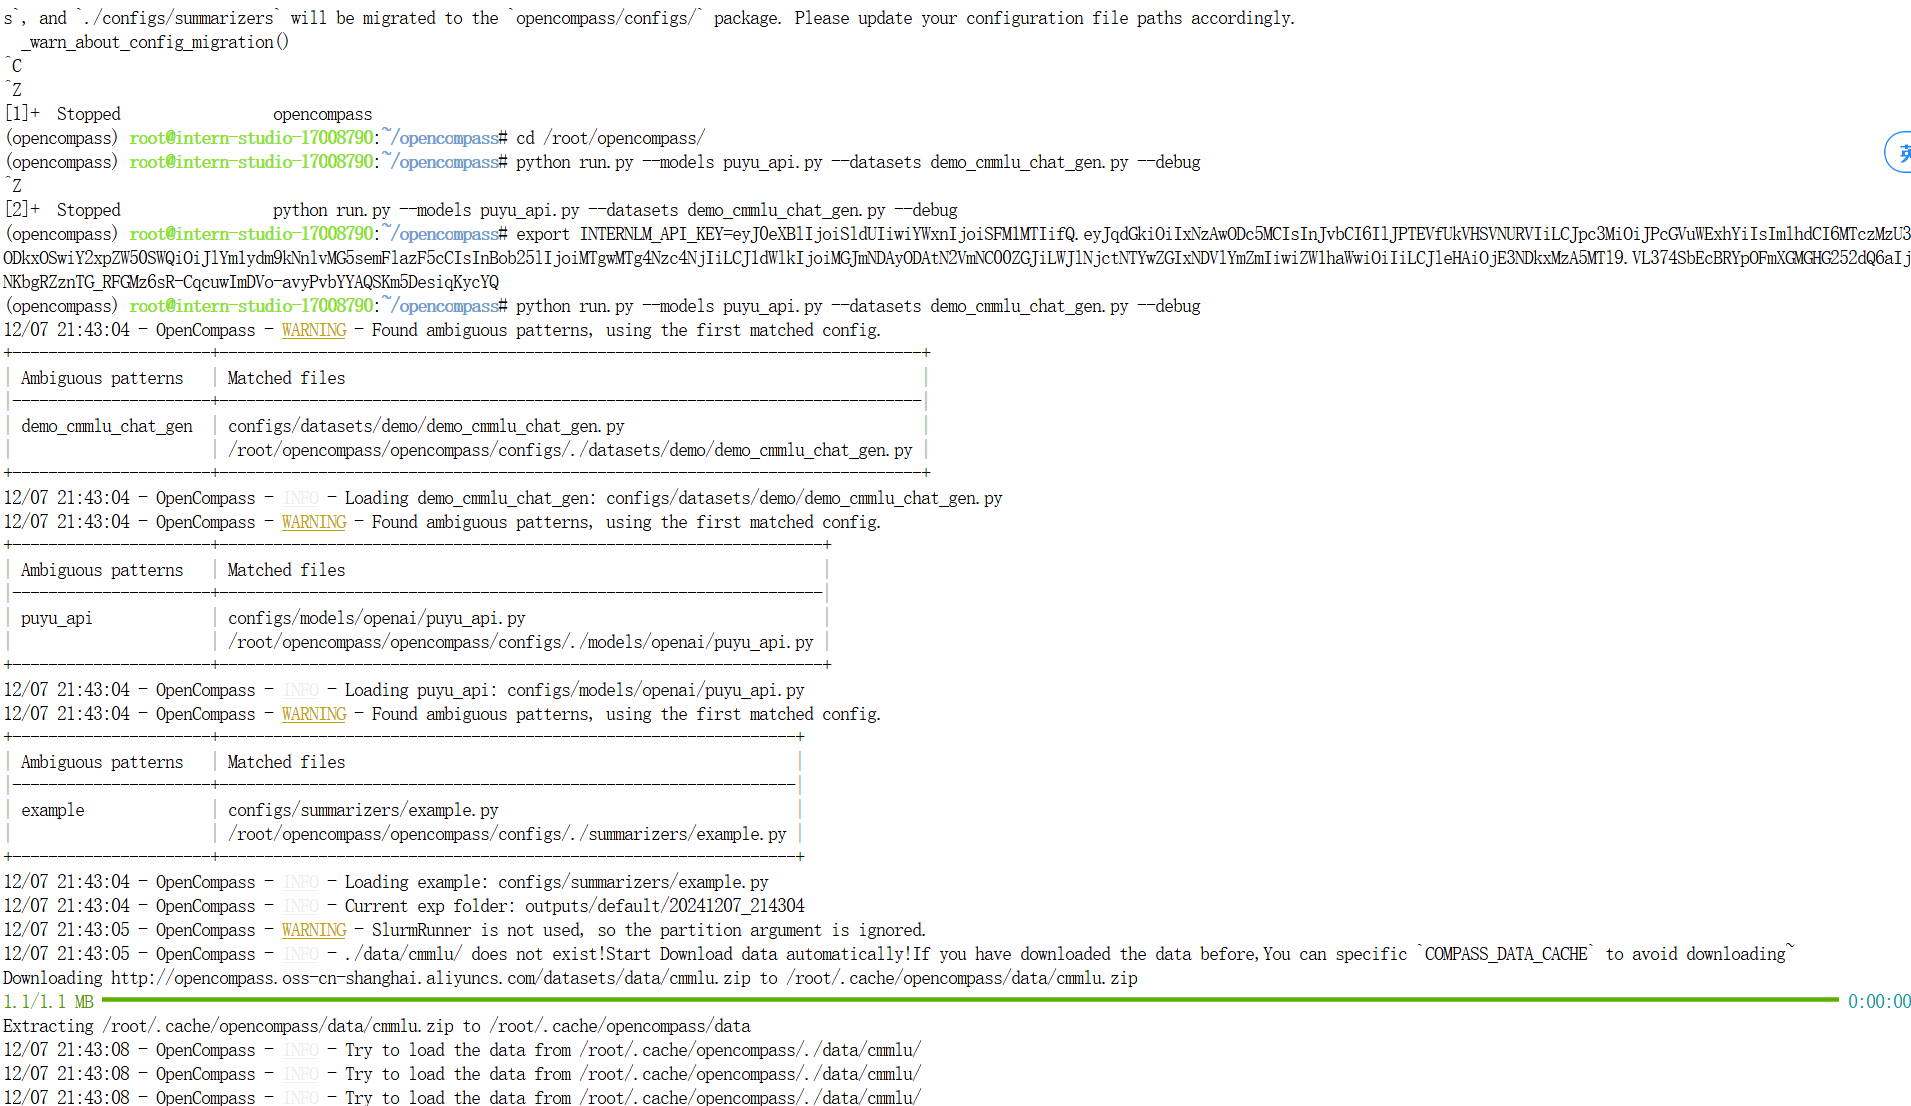 s`, and `./configs/summarizers` will be migrated to the `opencompass/configs/` package. Please update your configuration file paths accordingly.
_warn_about_config_migration()
^C
^Z
[1]+ Stopped opencompass
(opencompass) root@intern-studio-17008790:~/opencompass# cd /root/opencompass/
(opencompass) root@intern-studio-17008790:~/opencompass# python run.py --models puyu_api.py --datasets demo_cmmlu_chat_gen.py --debug
^Z
[2]+ Stopped python run.py --models puyu_api.py --datasets demo_cmmlu_chat_gen.py --debug
(opencompass) root@intern-studio-17008790:~/opencompass# export
(opencompass) root@intern-studio-17008790:~/opencompass# python run.py --models puyu_api.py --datasets demo_cmmlu_chat_gen.py --debug
12/07 21:43:04 - OpenCompass - WARNING - Found ambiguous patterns, using the first matched config.
Ambiguous patterns | Matched files
demo_cmmlu_chat_gen | configs/datasets/demo/demo_cmmlu_chat_gen.py
| /root/opencompass/opencompass/configs/./datasets/demo/demo_cmmlu_chat_gen.py
12/07 21:43:04 - OpenCompass - INFO - Loading demo_cmmlu_chat_gen: configs/datasets/demo/demo_cmmlu_chat_gen.py
12/07 21:43:04 - OpenCompass - WARNING - Found ambiguous patterns, using the first matched config.
Ambiguous patterns | Matched files
puyu_api | configs/models/openai/puyu_api.py
| /root/opencompass/opencompass/configs/./models/openai/puyu_api.py
12/07 21:43:04 - OpenCompass - INFO - Loading puyu_api: configs/models/openai/puyu_api.py
12/07 21:43:04 - OpenCompass - WARNING - Found ambiguous patterns, using the first matched config.
Ambiguous patterns | Matched files
example | configs/summarizers/example.py
| /root/opencompass/opencompass/configs/./summarizers/example.py
12/07 21:43:04 - OpenCompass - INFO - Loading example: configs/summarizers/example.py
12/07 21:43:04 - OpenCompass - INFO - Current exp folder: outputs/default/20241207_214304
12/07 21:43:05 - OpenCompass - WARNING - SlurmRunner is not used, so the partition argument is ignored.
12/07 21:43:05 - OpenCompass - INFO - ./data/cmmlu/ does not exist!Start Download data automatically!If you have downloaded the data before,You can specific `COMPASS_DATA_CACHE` to avoid downloading~
Downloading http://opencompass.oss-cn-shanghai.aliyuncs.com/datasets/data/cmmlu.zip to /root/.cache/opencompass/data/cmmlu.zip
1.1/1.1 MB 0:00:00
Extracting /root/.cache/opencompass/data/cmmlu.zip to /root/.cache/opencompass/data
12/07 21:43:08 - OpenCompass - INFO - Try to load the data from /root/.cache/opencompass/./data/cmmlu/
12/07 21:43:08 - OpenCompass - INFO - Try to load the data from /root/.cache/opencompass/./data/cmmlu/
12/07 21:43:08 - OpenCompass - INFO - Try to load the data from /root/.cache/opencompass/./data/cmmlu/